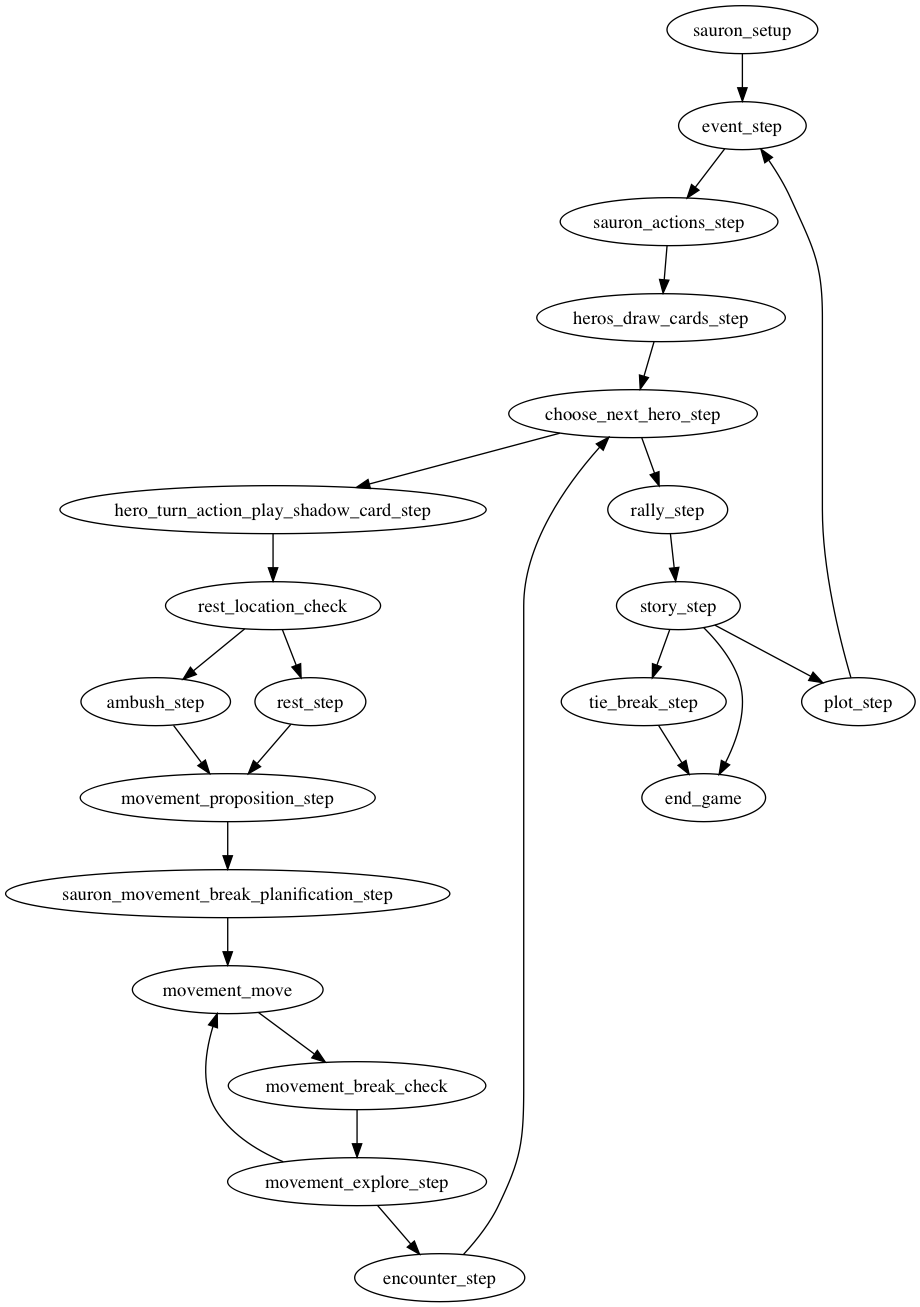 sauron_setup
event_step
sauron_actions_step
heros_draw_cards_step
choose_next_hero_step
hero_turn_action_play_shadow_card_step
rally_step
rest_location_check
story_step
ambush_step
rest_step
tie_break_step
plot_step
movement_proposition_step
end_game
sauron_movement_break_planification_step
movement_move
movement_break_check
movement_explore_step
encounter_step